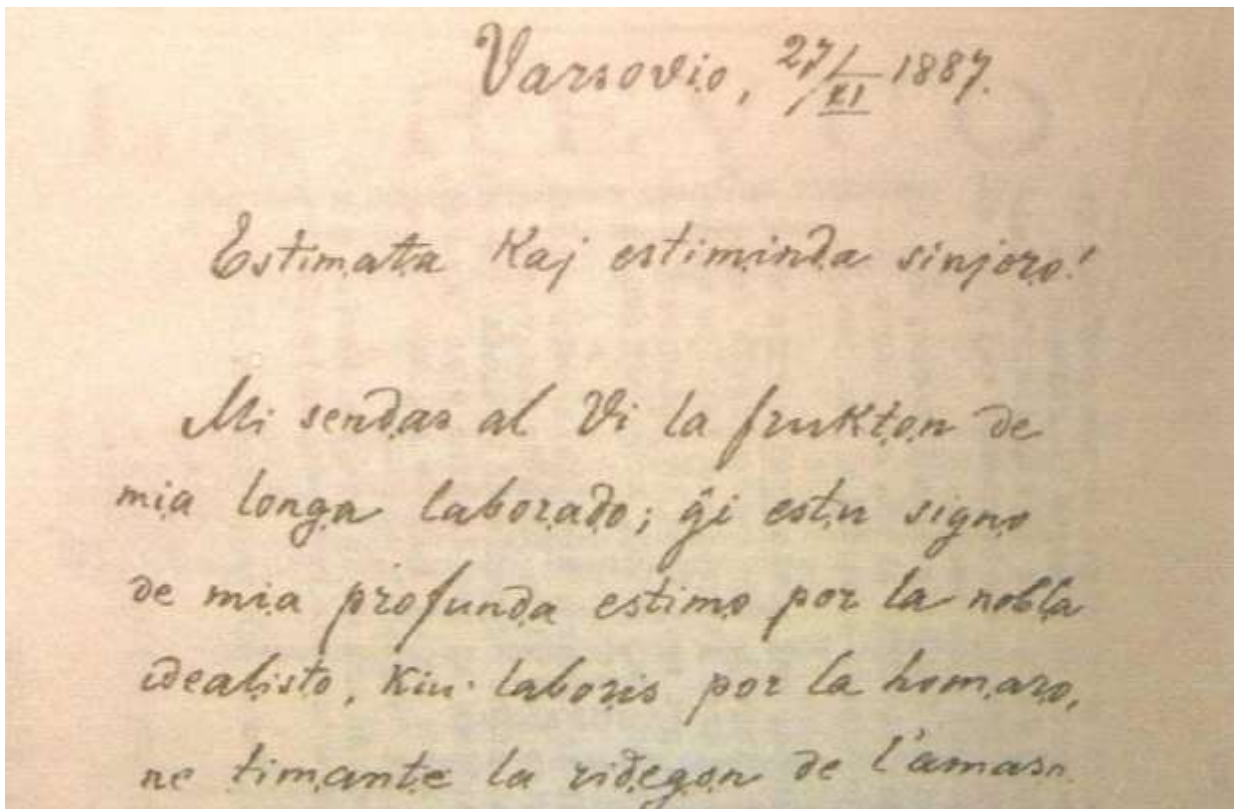 Varsovio, 27/XI 1887.
Estimata Kaj estiminda sinjoro!
Mi sendas al Vi la frukton de
mia longa laborado; ĝi estu signo
de mia profunda estimo por la nobla
idealisto, kiu laboris por la homaro,
ne timante la ridegon de l'amaso